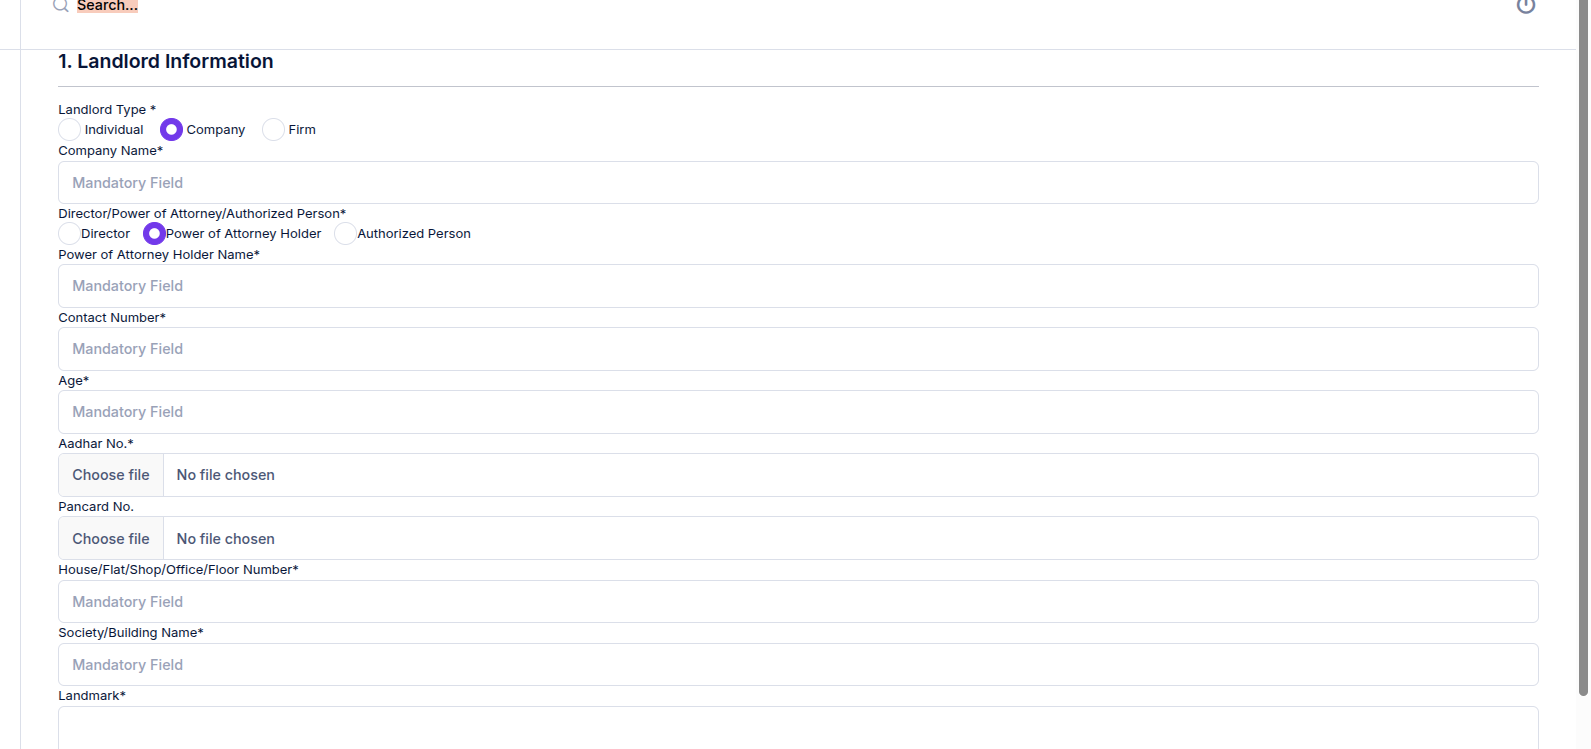 Search...
1. Landlord Information
Landlord Type *
Individual Company Firm
Company Name*
Mandatory Field
Director/Power of Attorney/Authorized Person*
Director Power of Attorney Holder Authorized Person
Power of Attorney Holder Name*
Mandatory Field
Contact Number*
Mandatory Field
Age*
Mandatory Field
Aadhar No.*
Choose file No file chosen
Pancard No.
Choose file No file chosen
House/Flat/Shop/Office/Floor Number*
Mandatory Field
Society/Building Name*
Mandatory Field
Landmark*